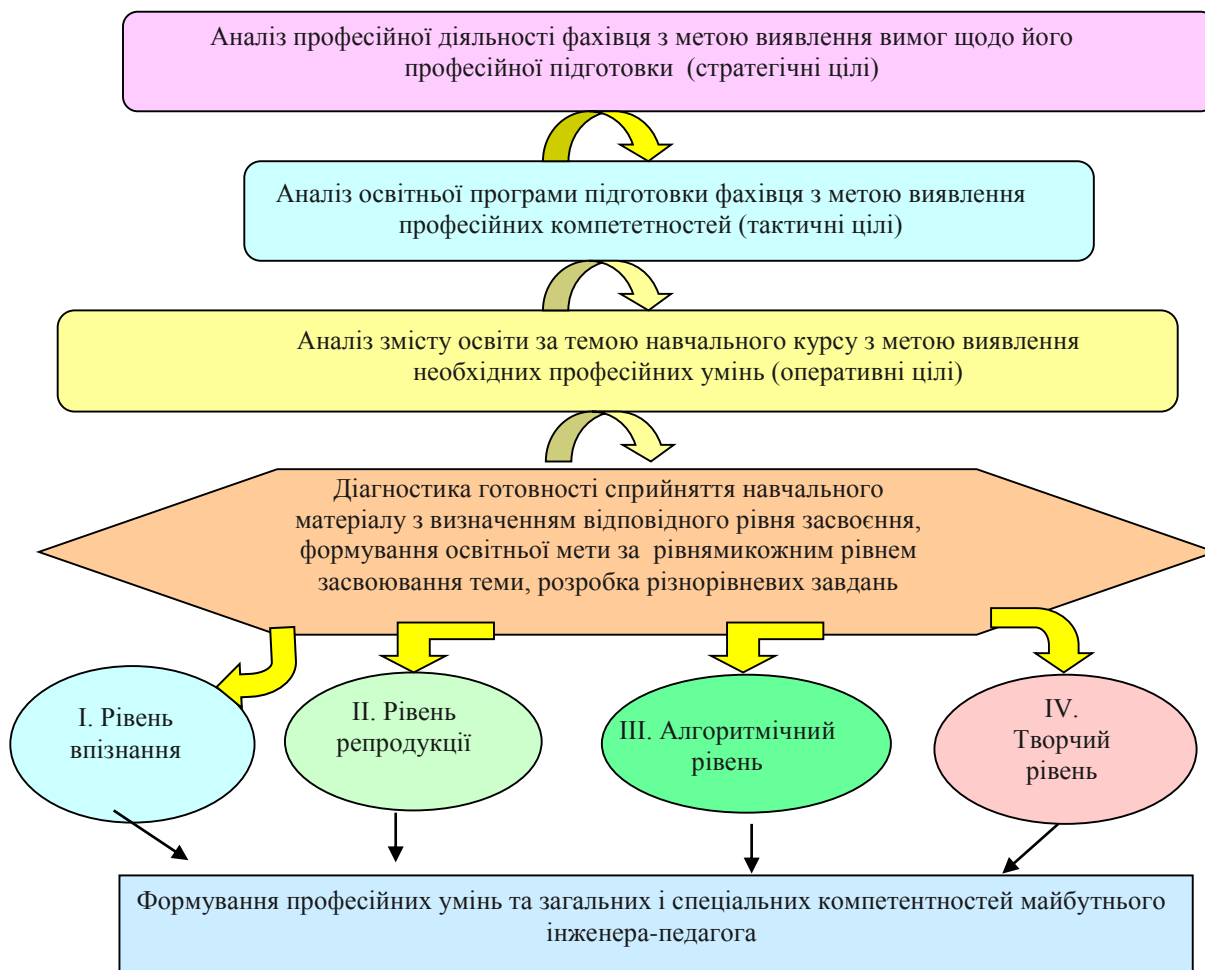 Аналіз професійної діяльності фахівця з метою виявлення вимог щодо його
професійної підготовки (стратегічні цілі)
Аналіз освітньої програми підготовки фахівця з метою виявлення
професійних компететностей (тактичні цілі)
Аналіз змісту освіти за темою навчального курсу з метою виявлення
необхідних професійних умінь (оперативні цілі)
Діагностика готовності сприйняття навчального
матеріалу з визначенням відповідного рівня засвоєння,
формування освітньої мети за рівнямикожним рівнем
засвоювання теми, розробка різнорівневих завдань
І. Рівень
впізнання
ІІ. Рівень
репродукції
ІІІ. Алгоритмічний
рівень
IV.
Творчий
рівень
Формування професійних умінь та загальних і спеціальних компетентностей майбутнього
інженера-педагога